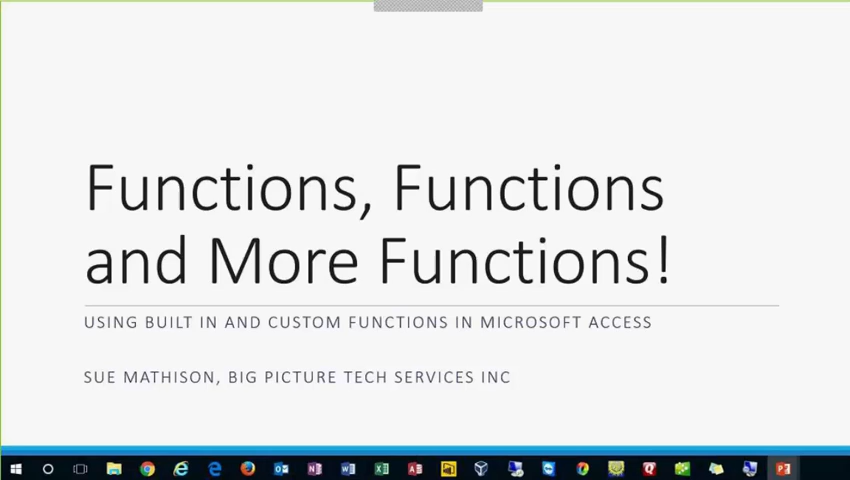 Functions, Functions
and More Functions!
USING BUILT IN AND CUSTOM FUNCTIONS IN MICROSOFT ACCESS
SUE MATHISON, BIG PICTURE TECH SERVICES INC